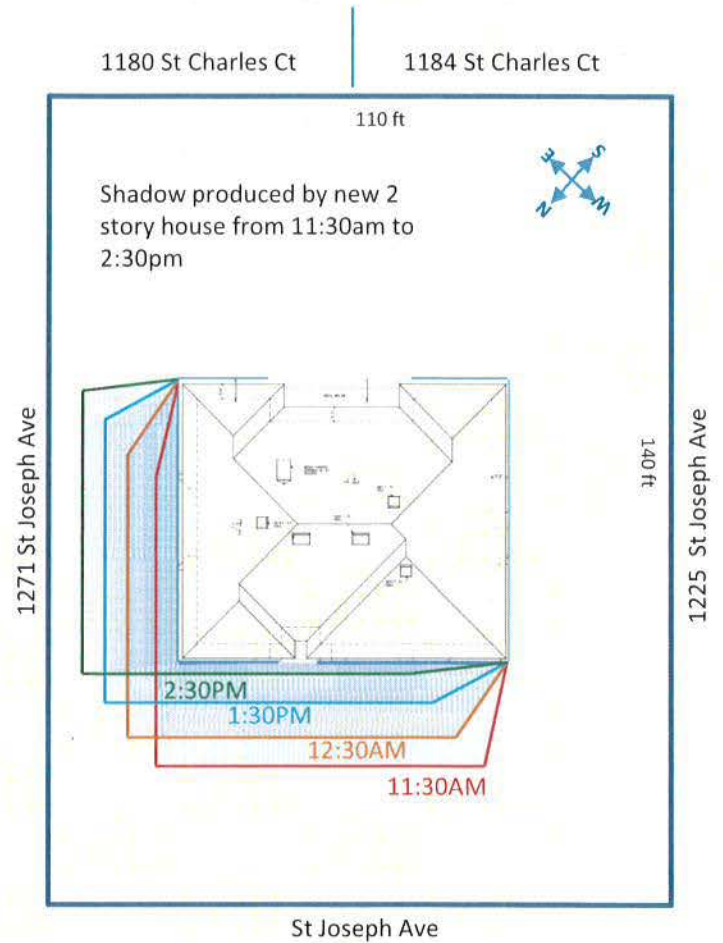 1180 St Charles Ct
1184 St Charles Ct
110 ft
E
S
N
W
Shadow produced by new 2
story house from 11:30am to
2:30pm
1271 St Joseph Ave
140 ft
1225 St Joseph Ave
2:30PM
1:30PM
12:30AM
11:30AM
St Joseph Ave